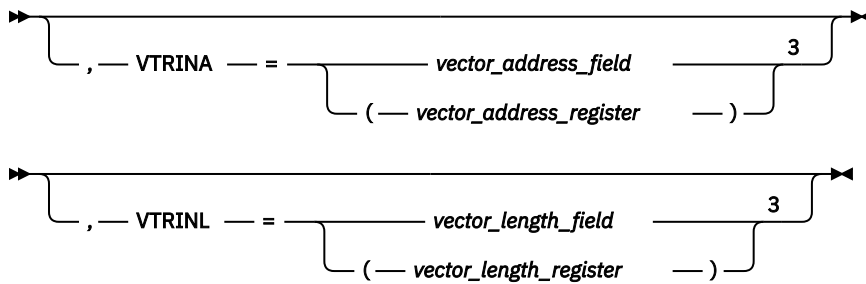 3
, VTRINA = vector_address_field
( vector_address_register )
3
, VTRINL = vector_length_field
( vector_length_register )